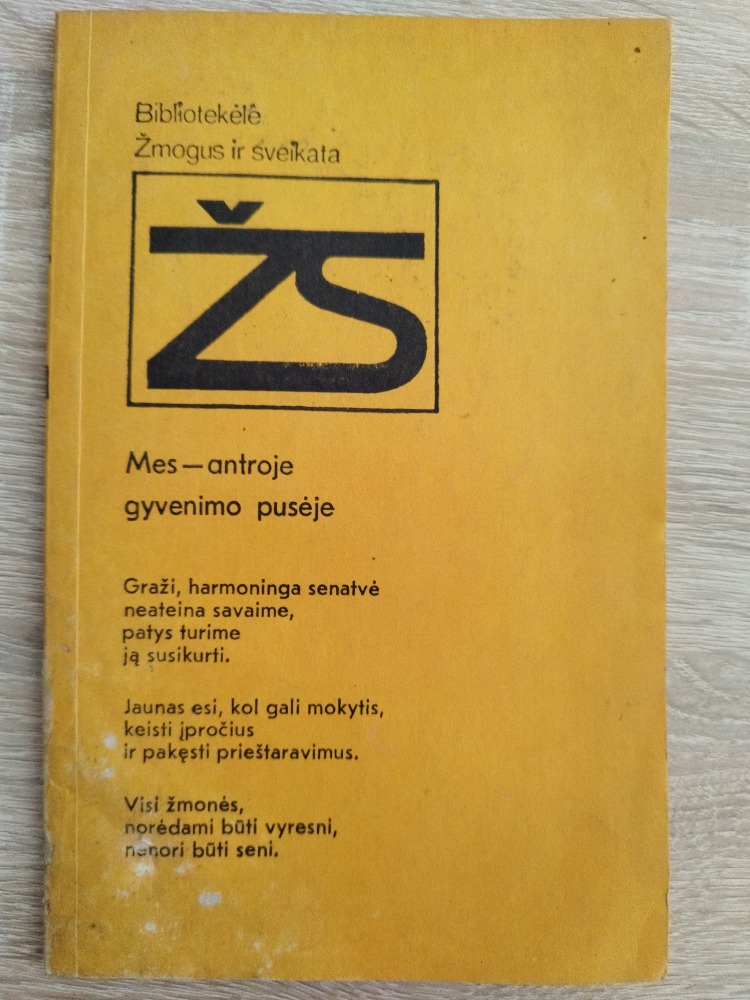 Bibliotekėlė
Žmogus ir sveikata
ŽS
Mes — antroje
gyvenimo pusėje
Graži, harmoninga senatvė
neateina savaime,
patys turime
ją susikurti.
Jaunas esi, kol gali mokytis,
keisti įpročius
ir pakęsti prieštaravimus.
Visi žmonės,
norėdami būti vyresni,
nenori būti seni.